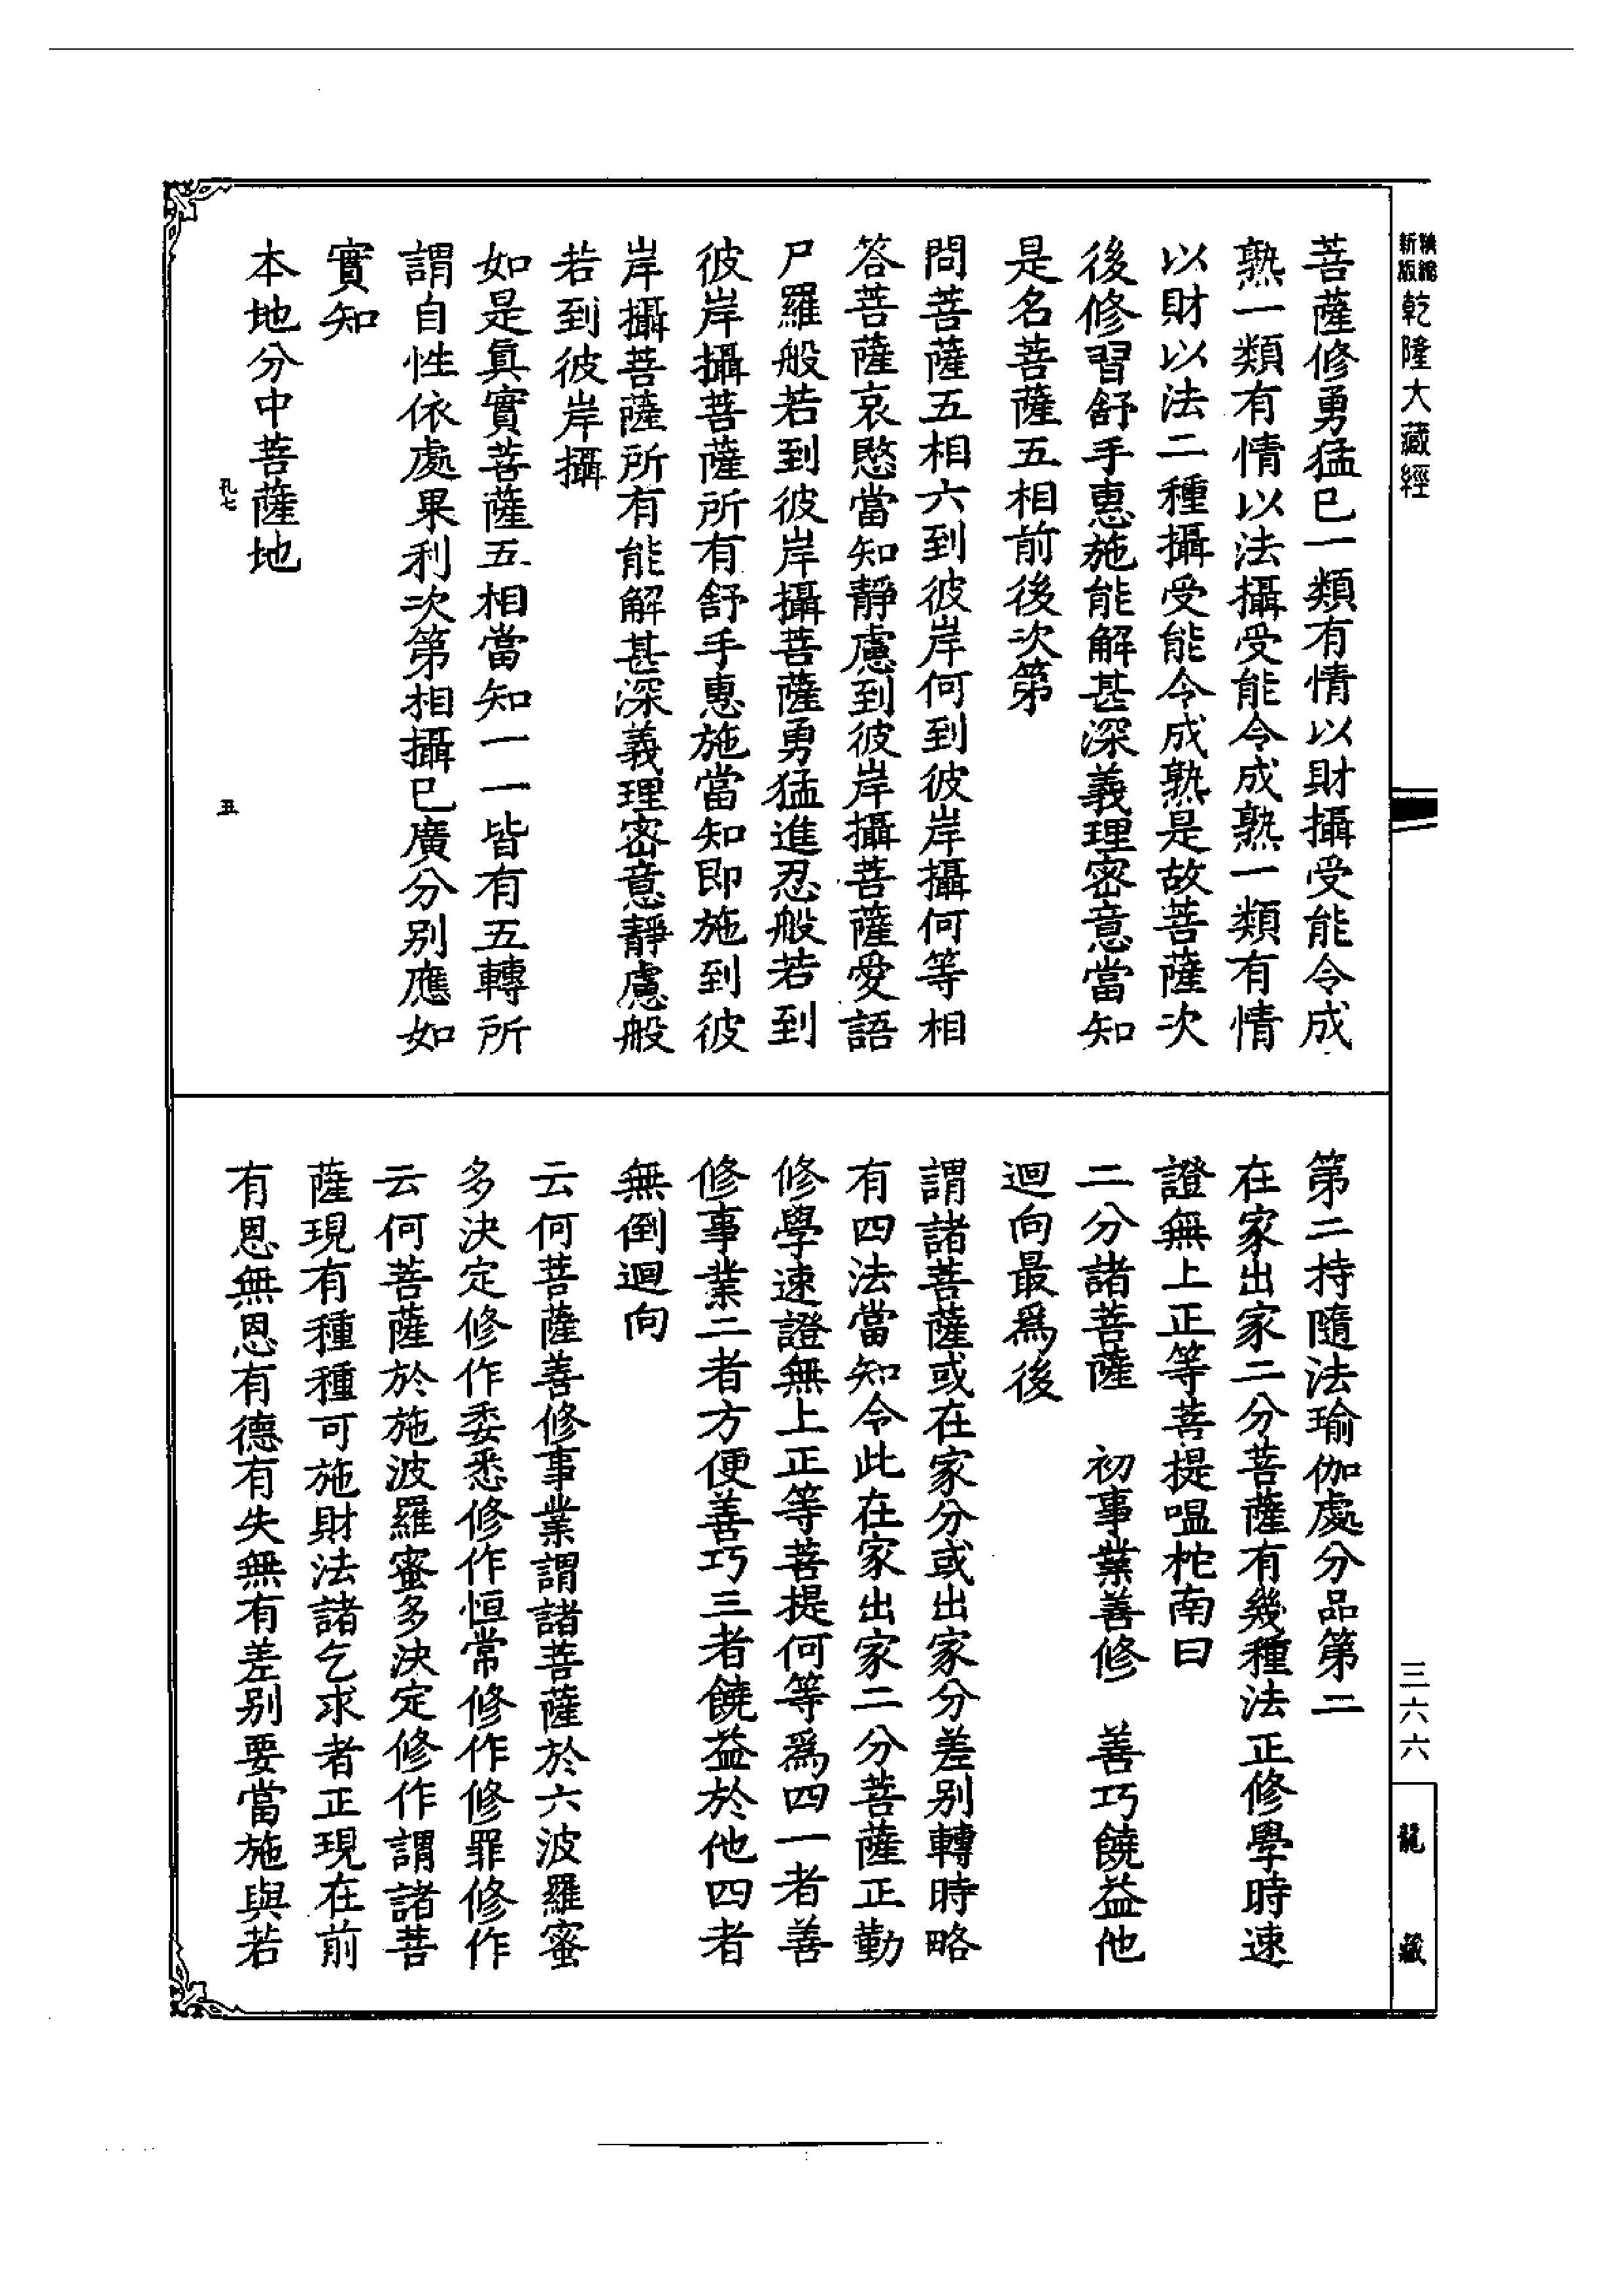 新版
精縮
乾隆大藏經
菩薩修勇猛已一類有情以財攝受能令成
熟一類有情以法攝受能令成熟一類有情
以財以法二種攝受能令成熟是故菩薩次
後修習舒手惠施能解甚深義理密意當知
是名菩薩五相前後次第
問菩薩五相六到彼岸何到彼岸攝何等相
答菩薩哀愍當知靜慮到彼岸攝菩薩愛語
尸羅般若到彼岸攝菩薩勇猛進忍般若到
彼岸攝菩薩所有舒手惠施當知即施到彼
岸攝菩薩所有能解甚深義理密意靜慮般
若到彼岸攝
如是眞實菩薩五相當知一一皆有五轉所
謂自性依處果利次第相攝已廣分別應如
實知
本地分中菩薩地
孔七
五
第二持隨法瑜伽處分品第二
在家出家二分菩薩有幾種法正修學時速
證無上正等菩提嗢柁南曰
二分諸菩薩　初事業善修　善巧饒益他
迴向最爲後
謂諸菩薩或在家分或出家分差別轉時略
有四法當知令此在家出家二分菩薩正勤
修學速證無上正等菩提何等爲四一者善
修事業二者方便善巧三者饒益於他四者
無倒迴向
云何菩薩善修事業謂諸菩薩於六波羅蜜
多決定修作委悉修作恒常修作修罪修作
云何菩薩於施波羅蜜多決定修作謂諸菩
薩現有種種可施財法諸乞求者正現在前
有恩無恩有德有失無有差別要當施與若
三六六
龍藏